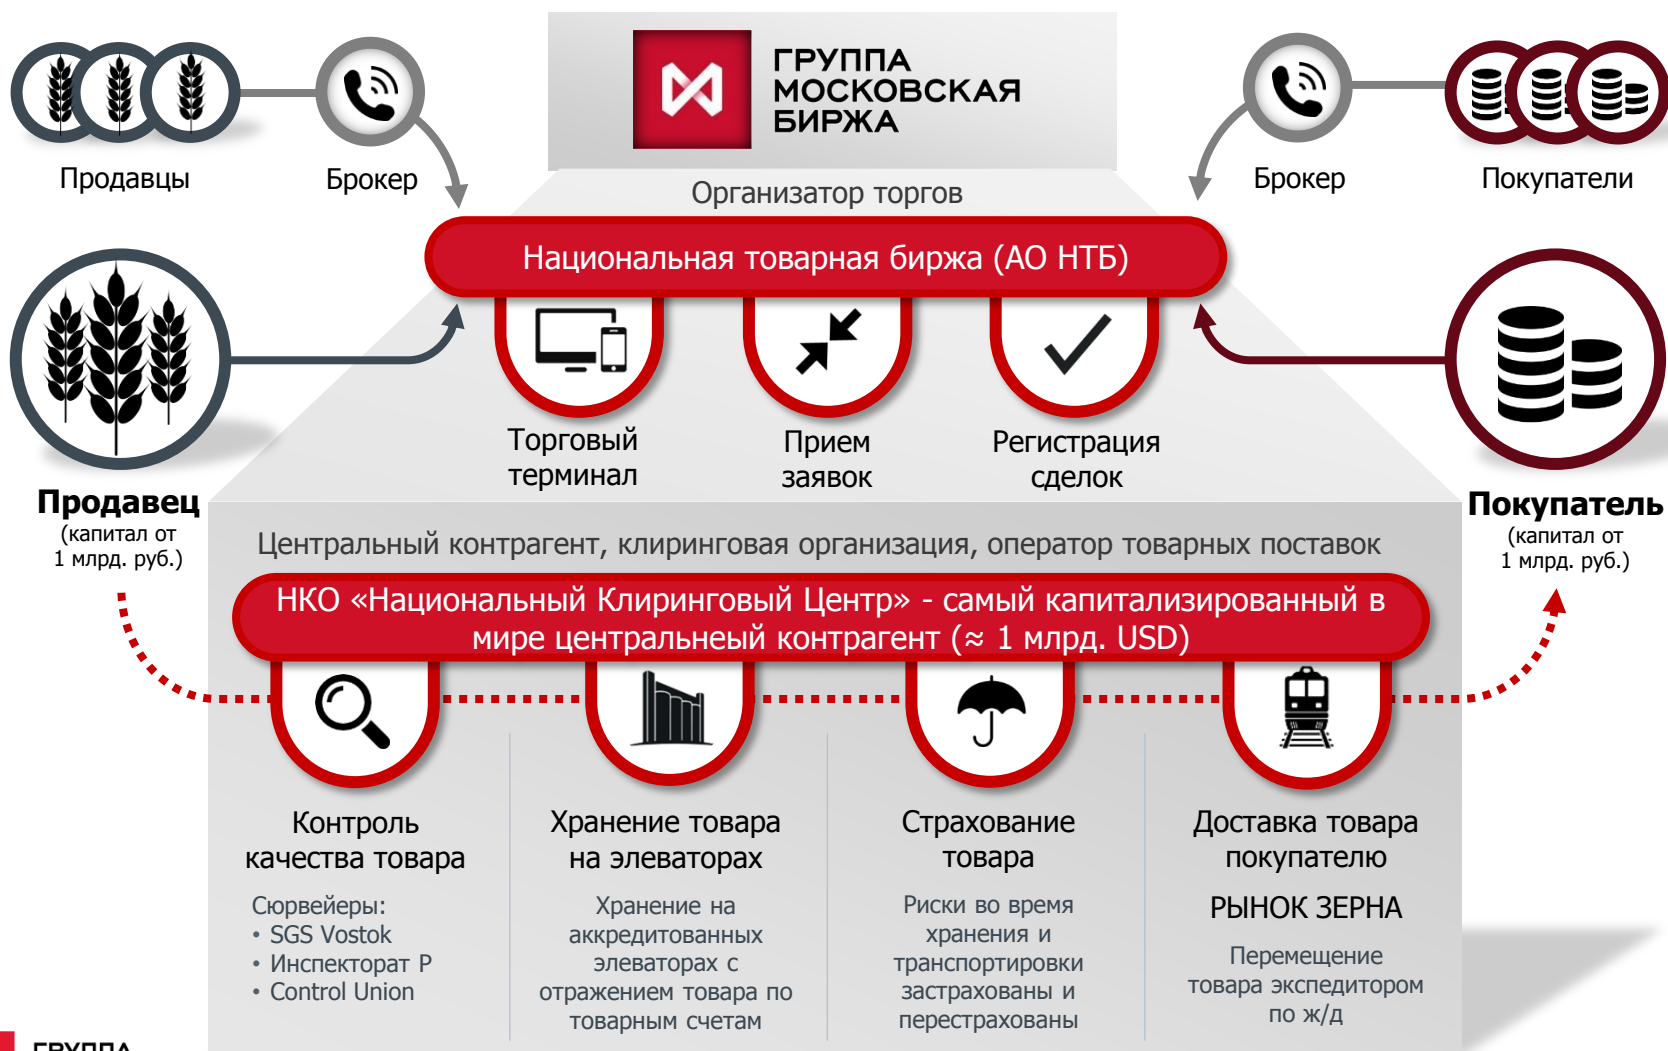 ГРУППА
МОСКОВСКАЯ
БИРЖА
Продавцы
Брокер
Брокер
Покупатели
Организатор торгов
Национальная товарная биржа (АО НТБ)
Торговый
терминал
Прием
заявок
Регистрация
сделок
Продавец
(капитал от
1 млрд. руб.)
Покупатель
(капитал от
1 млрд. руб.)
Центральный контрагент, клиринговая организация, оператор товарных поставок
НКО «Национальный Клиринговый Центр» - самый капитализированный в
мире центральнеый контрагент (≈ 1 млрд. USD)
Контроль
качества товара
Сюрвейеры:
• SGS Vostok
• Инспекторат Р
• Control Union
Хранение товара
на элеваторах
Хранение на
аккредитованных
элеваторах с
отражением товара по
товарным счетам
Страхование
товара
Риски во время
хранения и
транспортировки
застрахованы и
перестрахованы
Доставка товара
покупателю
РЫНОК ЗЕРНА
Перемещение
товара экспедитором
по ж/д
ГРУППА